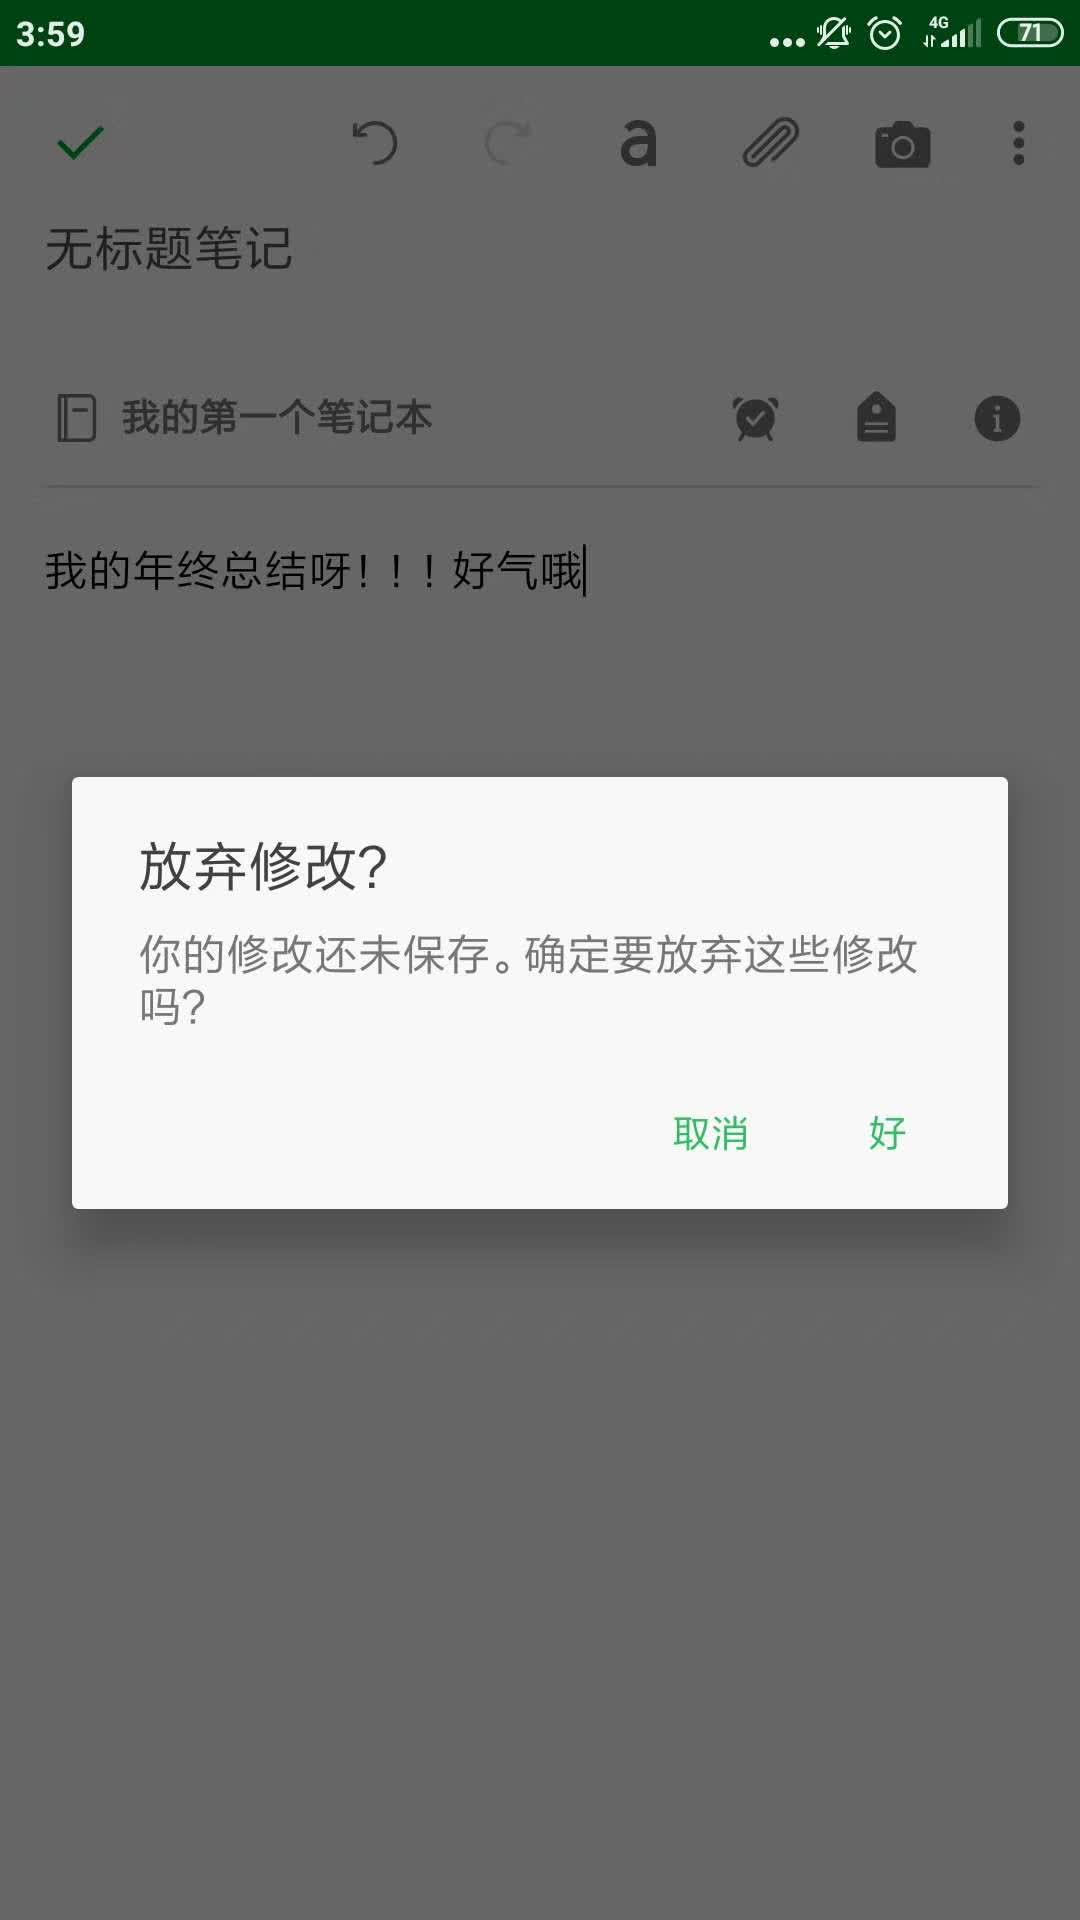 3:59
4G
71
a
无标题笔记
我的第一个笔记本
我的年终总结呀！！！好气哦
放弃修改？
你的修改还未保存。确定要放弃这些修改
吗？
取消
好